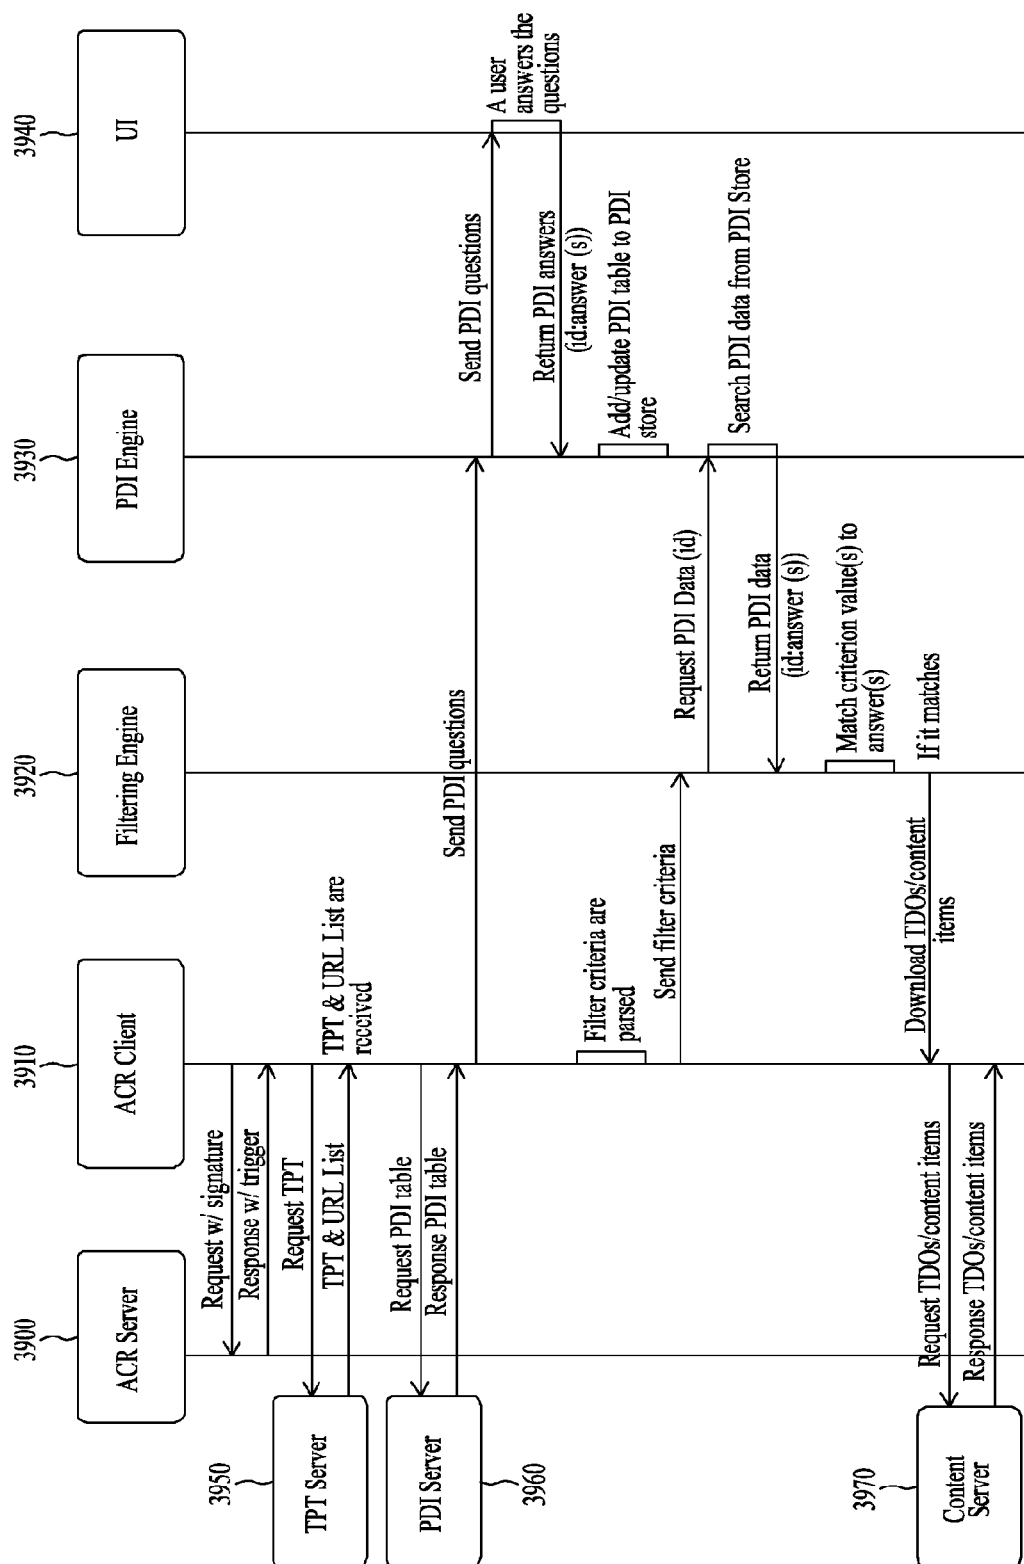 3900
ACR Server
3910
ACR Client
3920
Filtering Engine
3930
PDI Engine
3940
UI
Request w/ signature
Response w/ trigger
3950
TPT Server
Request TPT
TPT & URL List
TPT & URL List are
received
PDI Server
3960
Request PDI table
Response PDI table
Send PDI questions
Send PDI questions
A user
answers the
questions
Return PDI answers
(id:answer (s))
Filter criteria are
parsed
Add/update PDI table to PDI
store
Send filter criteria
Request PDI Data (id)
Search PDI data from PDI Store
Return PDI data
(id:answer (s))
Match criterion value(s) to
answer(s)
If it matches
Download TDOs/content
items
3970
Content
Server
Request TDOs/content items
Response TDOs/content items